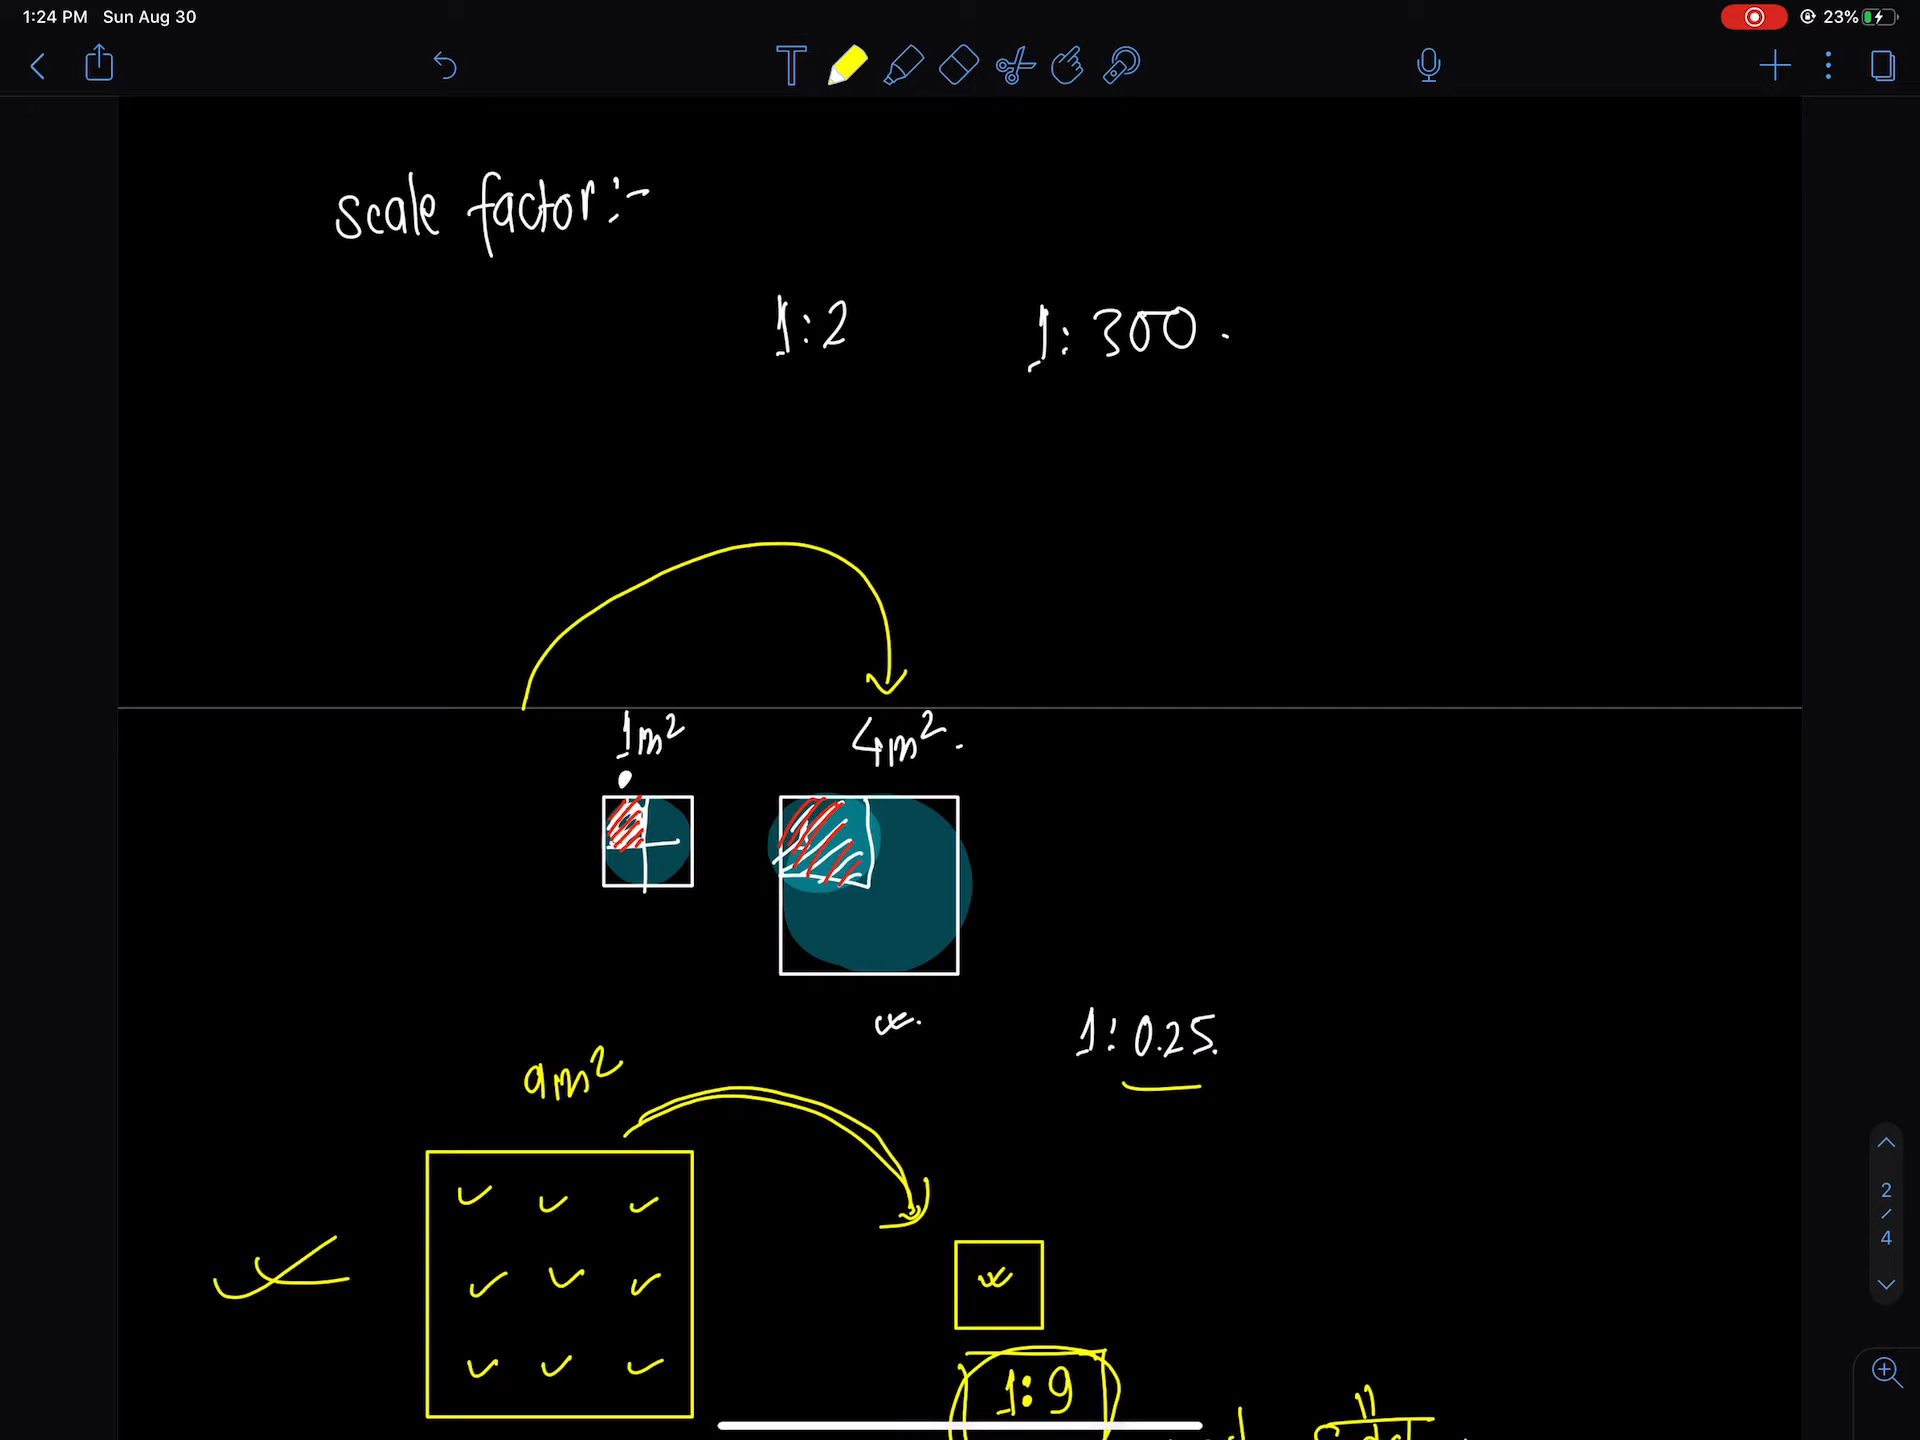 1:24 PM Sun Aug 30
23%
T
scale factor:-
1:2 1:300.
1m² 4m².
1:0.25.
9m²
2
/
4
1:9